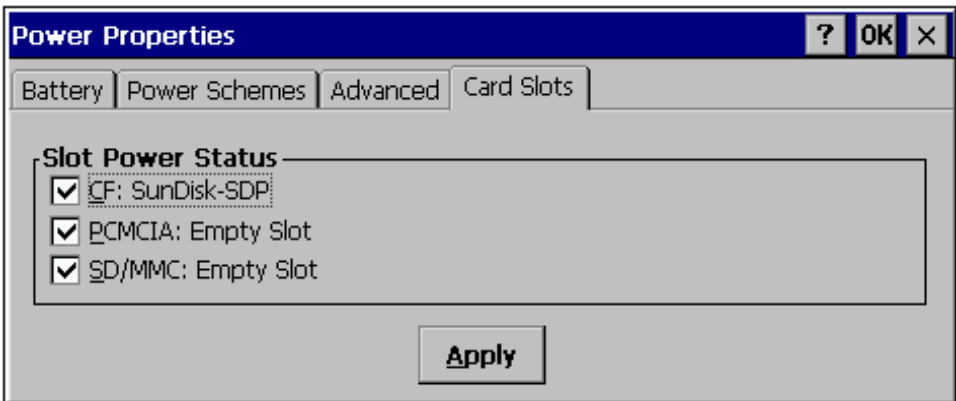 Power Properties ? OK ×
Battery Power Schemes Advanced Card Slots
Slot Power Status
CF: SunDisk-SDP
PCMCIA: Empty Slot
SD/MMC: Empty Slot
Apply